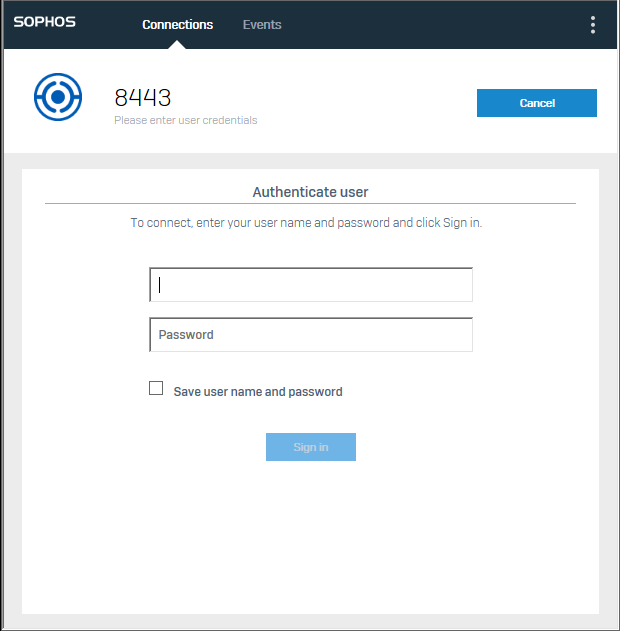 SOPHOS
Connections
Events
8443
Please enter user credentials
Cancel
Authenticate user
To connect, enter your user name and password and click Sign in.
Password
Save user name and password
Sign in